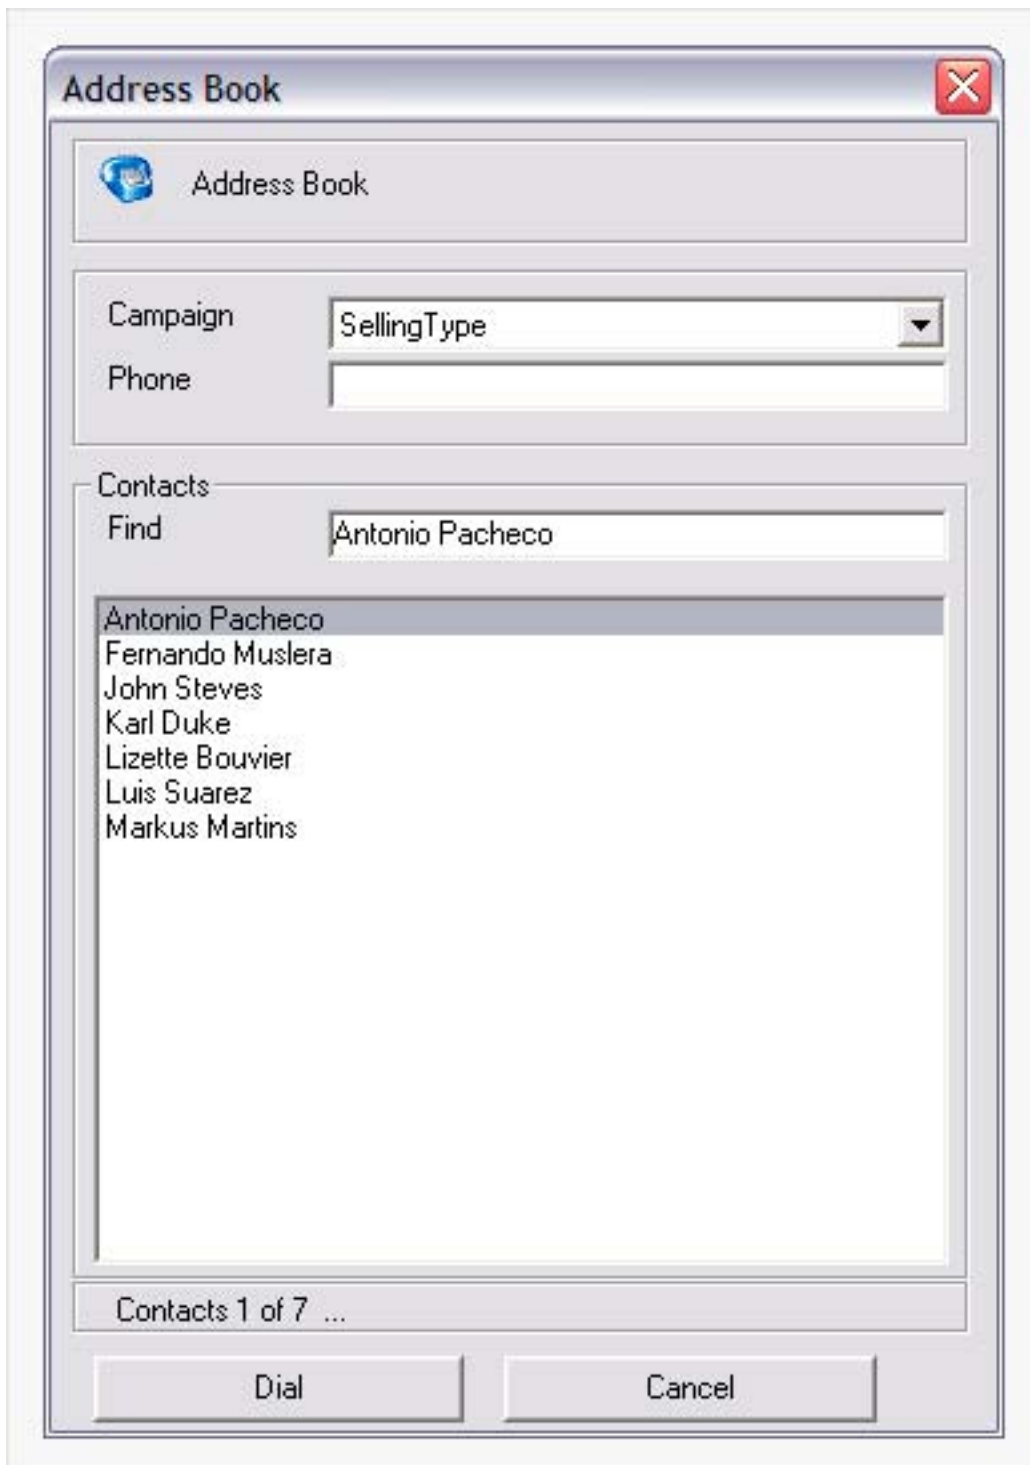 Address Book
Address Book
Campaign SellingType
Phone
Contacts
Find Antonio Pacheco
Antonio Pacheco
Fernando Muslera
John Steves
Karl Duke
Lizette Bouvier
Luis Suarez
Markus Martins
Contacts 1 of 7 ...
Dial Cancel